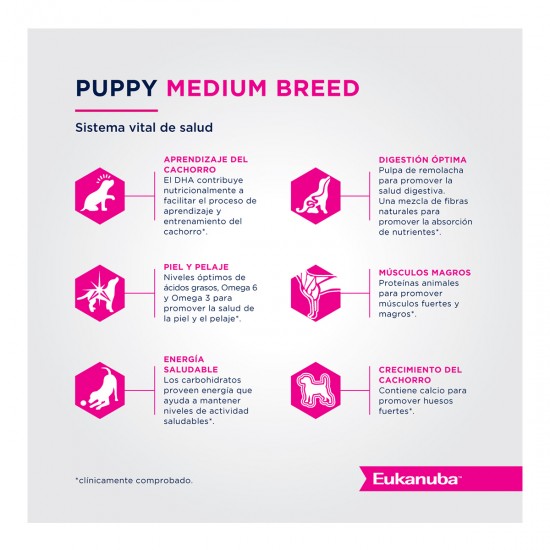 PUPPY MEDIUM BREED
Sistema vital de salud
APRENDIZAJE DEL
CACHORRO
El DHA contribuye
nutricionalmente a
facilitar el proceso de
aprendizaje y
entrenamiento del
cachorro*.
DIGESTIÓN ÓPTIMA
Pulpa de remolacha
para promover la
salud digestiva.
Una mezcla de fibras
naturales para
promover la absorción
de nutrientes*.
PIEL Y PELAJE
Niveles óptimos de
ácidos grasos, Omega 6
y Omega 3 para
promover la salud de
la piel y el pelaje*.
MÚSCULOS MAGROS
Proteínas animales
para promover
músculos fuertes y
magros*.
ENERGÍA
SALUDABLE
Los carbohidratos
proveen energía que
ayuda a mantener
niveles de actividad
saludables*.
CRECIMIENTO DEL
CACHORRO
Contiene calcio para
promover huesos
fuertes*.
*clínicamente comprobado.
Eukanuba™